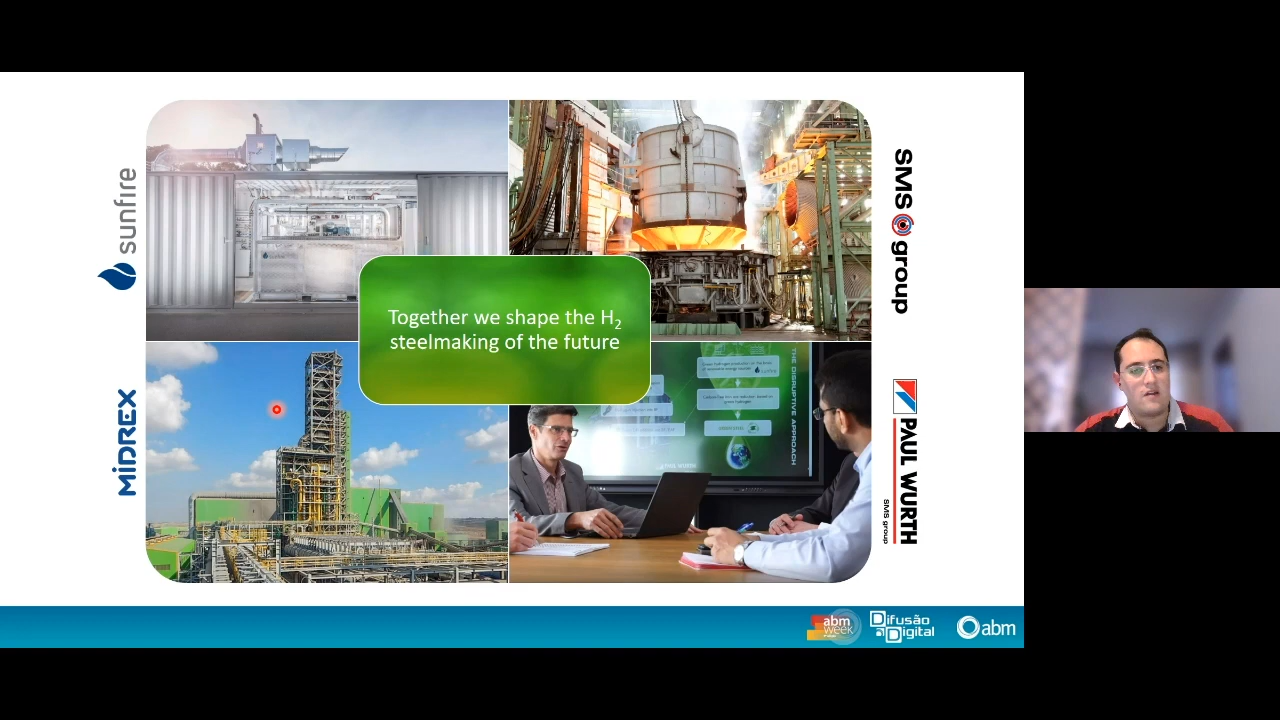 sunfire
MIDREX
SMS group
PAUL WURTH
SMS group
Together we shape the H₂
steelmaking of the future
THE DISRUPTIVE APPROACH
sunfire
abm
week
Difusão
Digital
abm